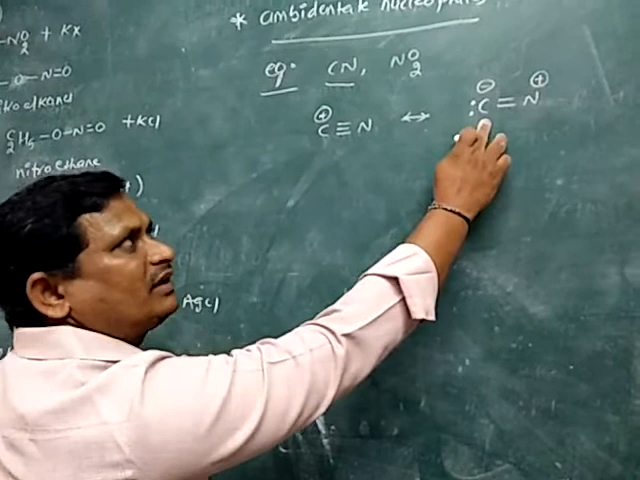 * ambidentate nucleophiles
-NO2 + KX
eg: CN, NO2
-O-N=O
⊕ ⊖ ⊕
C≡N ↔ :C=N
C2H5-O-N=O +KCl
nitroethane
AgCl